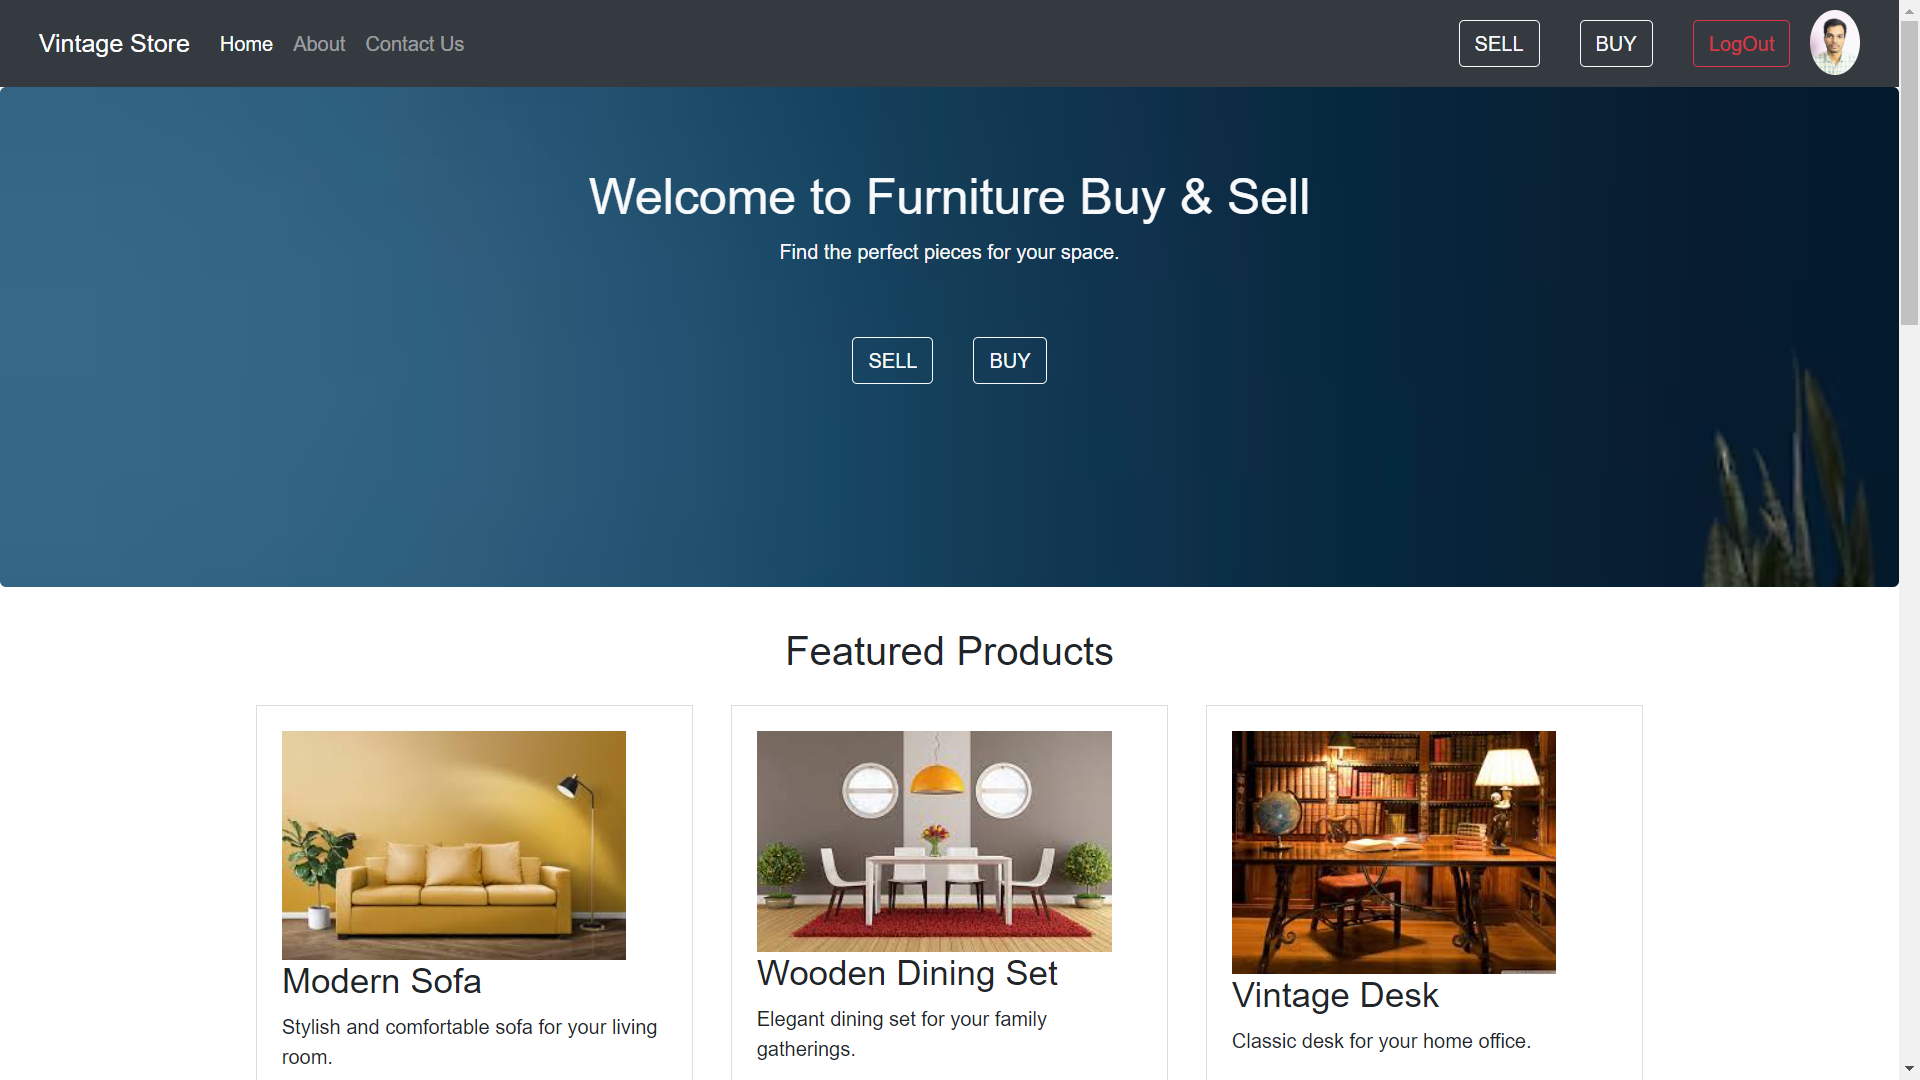 Vintage Store Home About Contact Us SELL BUY LogOut
Welcome to Furniture Buy & Sell
Find the perfect pieces for your space.
SELL BUY
Featured Products
Modern Sofa
Stylish and comfortable sofa for your living
room.
Wooden Dining Set
Elegant dining set for your family
gatherings.
Vintage Desk
Classic desk for your home office.